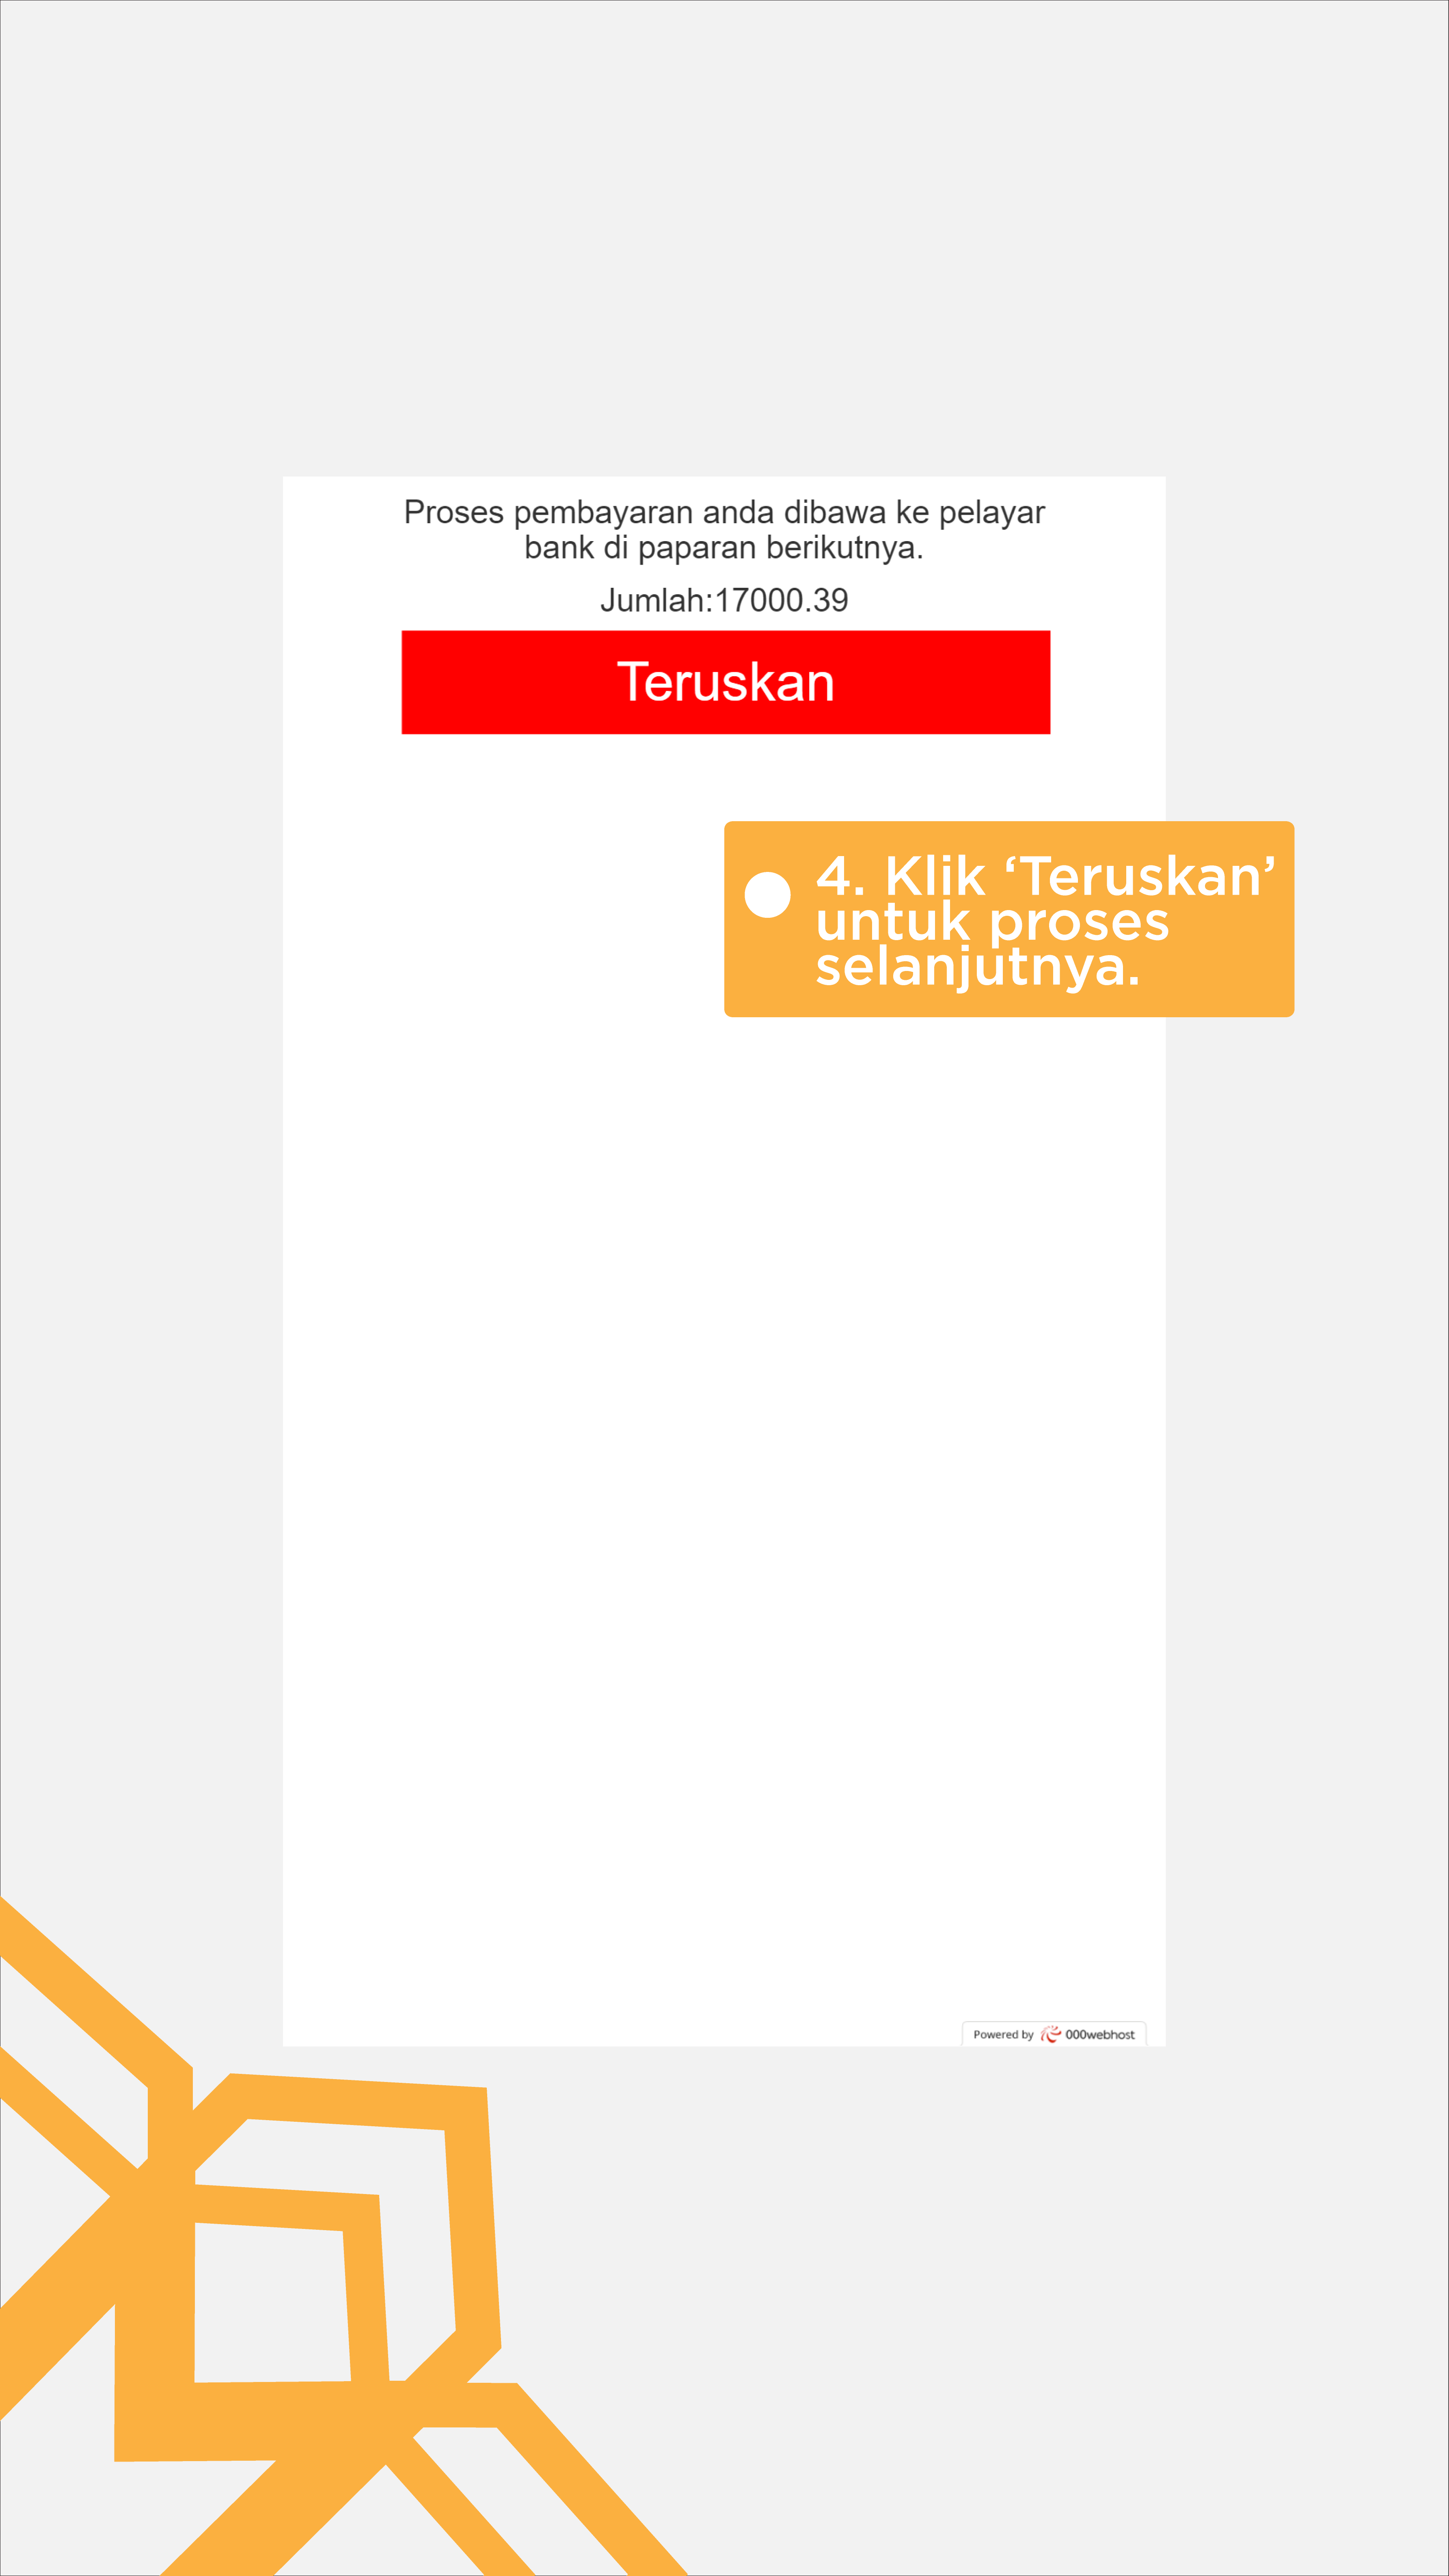 Proses pembayaran anda dibawa ke pelayar
bank di paparan berikutnya.
Jumlah:17000.39
Teruskan
4. Klik ‘Teruskan’
untuk proses
selanjutnya.
Powered by 000webhost